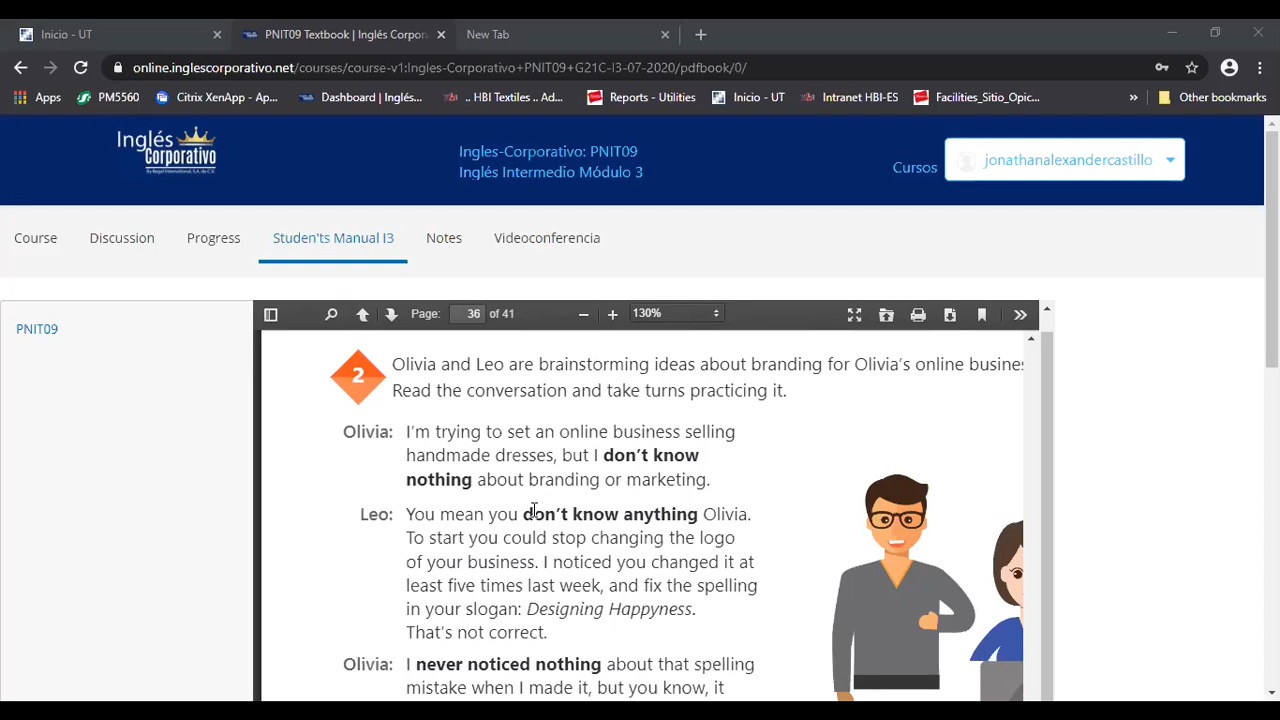 Inicio - UT
PNIT09 Textbook | Inglés Corpor
New Tab
online.inglescorporativo.net/courses/course-v1:Ingles-Corporativo+PNIT09+G21C-I3-07-2020/pdfbook/0/
Apps PM5560 Citrix XenApp - Ap... Dashboard | Inglés... .. HBI Textiles .. Ad... Reports - Utilities Inicio - UT Intranet HBI-ES Facilities_Sitio_Opic... » Other bookmarks
Inglés
Corporativo
By Regal International, S.A. de C.V.
Ingles-Corporativo: PNIT09
Inglés Intermedio Módulo 3
Cursos
jonathanalexandercastillo
Course Discussion Progress Studen'ts Manual I3 Notes Videoconferencia
PNIT09
Page: 36 of 41
130%
2
Olivia and Leo are brainstorming ideas about branding for Olivia's online busines
Read the conversation and take turns practicing it.
Olivia: I'm trying to set an online business selling
handmade dresses, but I don't know
nothing about branding or marketing.
Leo: You mean you don't know anything Olivia.
To start you could stop changing the logo
of your business. I noticed you changed it at
least five times last week, and fix the spelling
in your slogan: Designing Happyness.
That's not correct.
Olivia: I never noticed nothing about that spelling
mistake when I made it, but you know, it